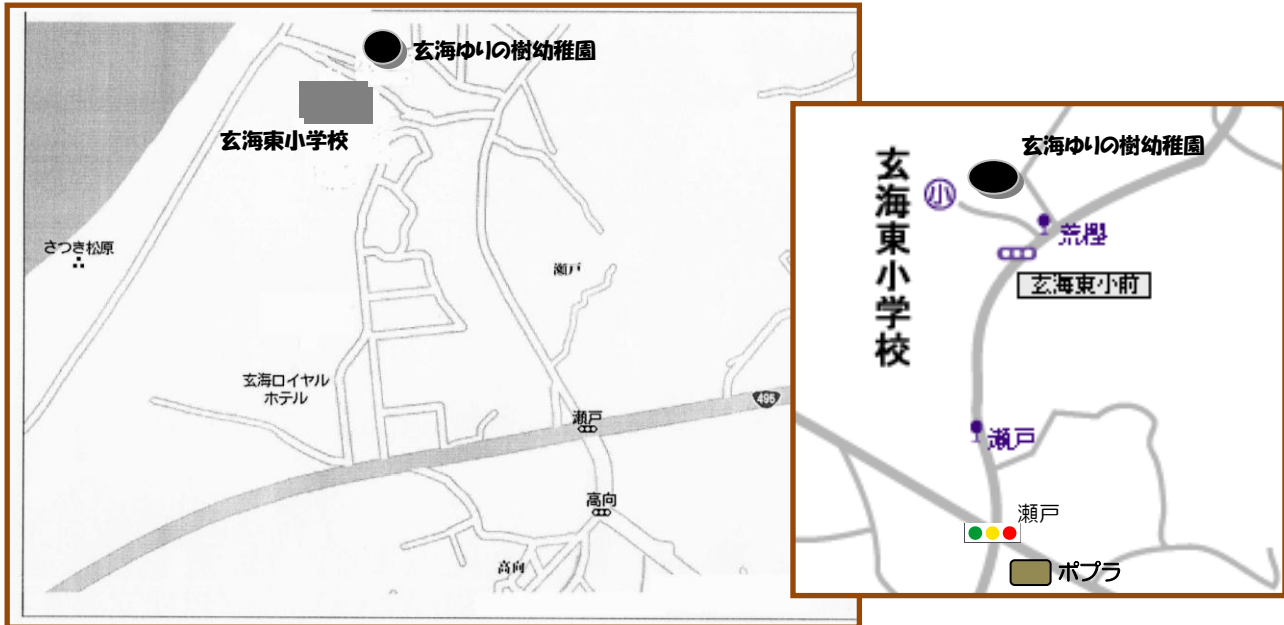 玄海ゆりの樹幼稚園
玄海東小学校
さつき松原
瀬戸
玄海ロイヤル
ホテル
495
瀬戸
高向
高向
玄海ゆりの樹幼稚園
玄海東小学校
小
荒樫
玄海東小前
瀬戸
瀬戸
ポプラ